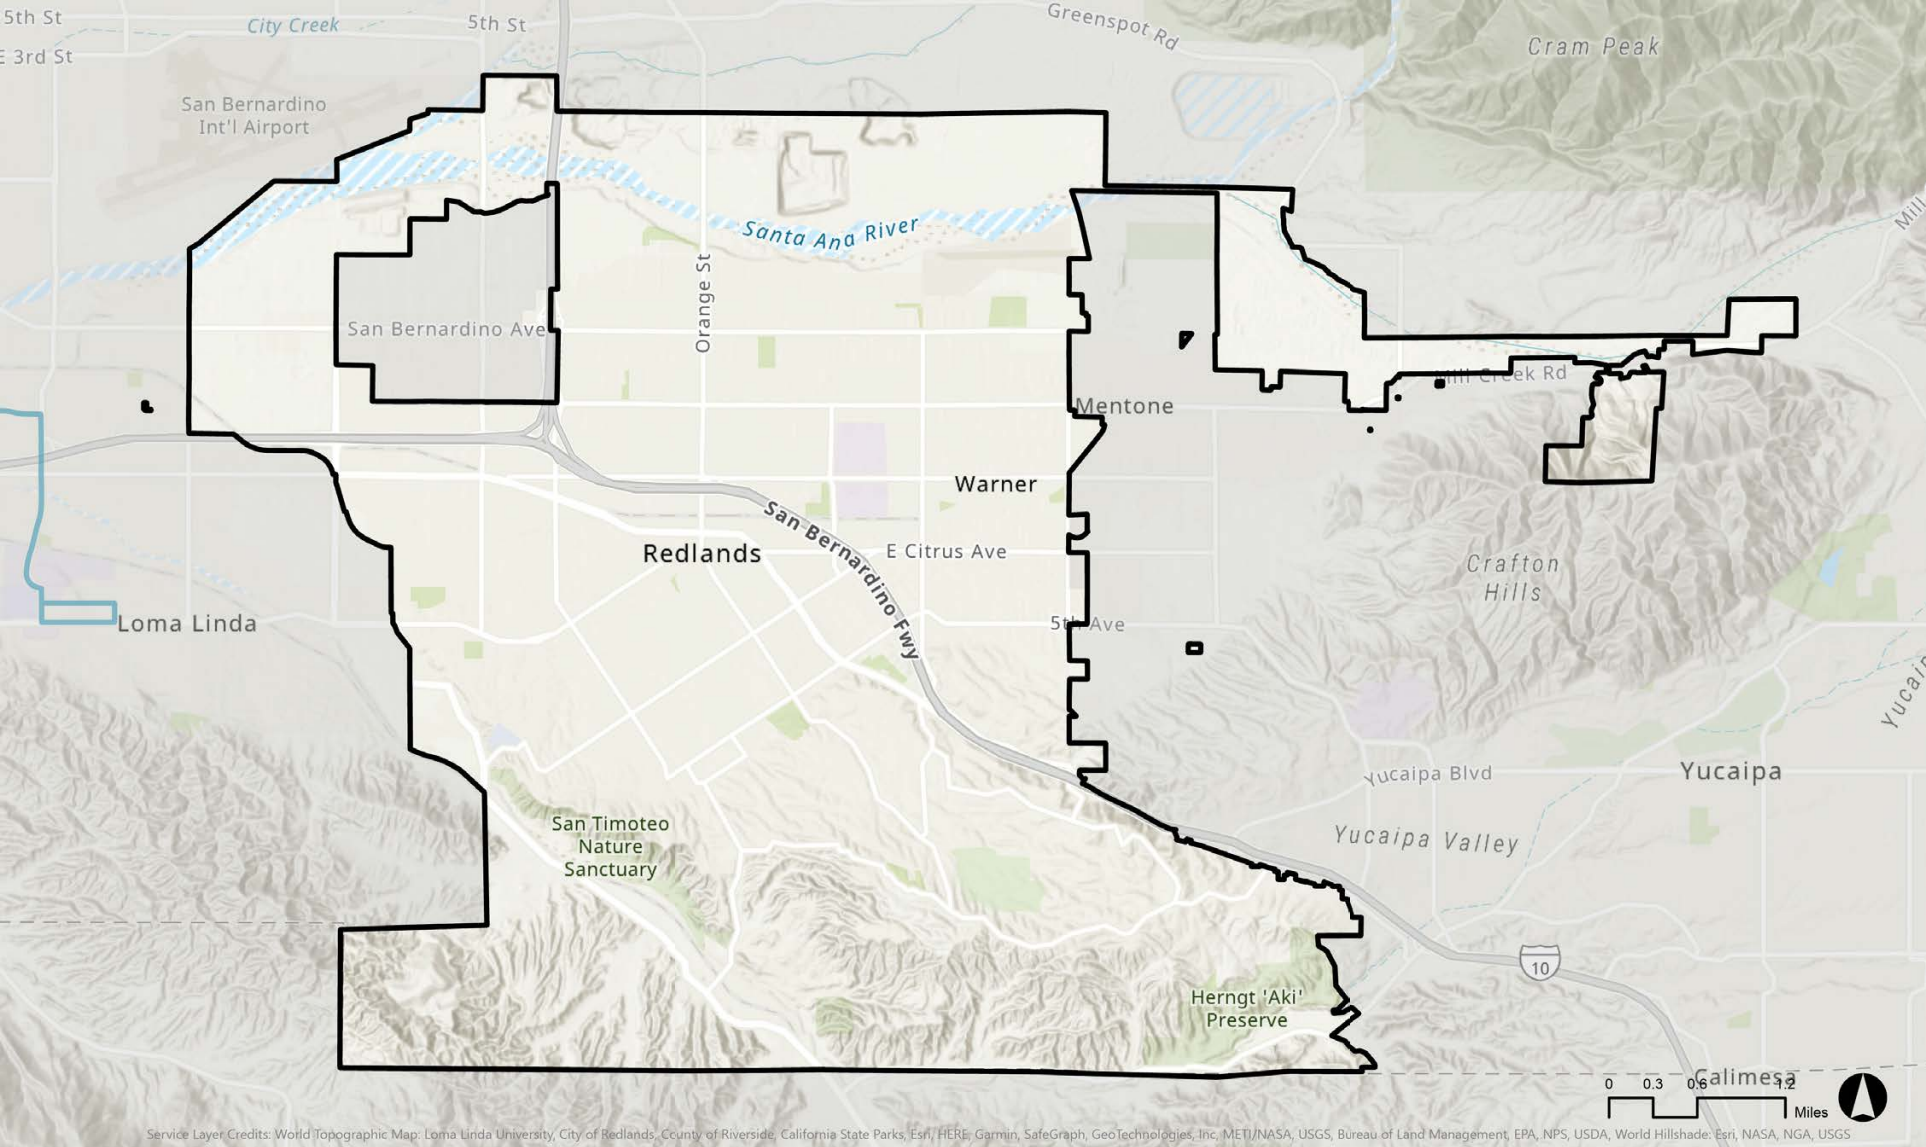 5th St
City Creek
5th St
Greenspot Rd
Cram Peak
E 3rd St
San Bernardino
Int'l Airport
Mill
Santa Ana River
Orange St
San Bernardino Ave
Mill Creek Rd
Mentone
Warner
San Bernardino Fwy
Redlands
E Citrus Ave
Crafton
Hills
Loma Linda
5th Ave
Yucaip
Yucaipa Blvd
Yucaipa
San Timoteo
Nature
Sanctuary
Yucaipa Valley
10
Herngt 'Aki'
Preserve
Calimesa
0 0.3 0.6 1.2
Miles
Service Layer Credits: World Topographic Map: Loma Linda University, City of Redlands, County of Riverside, California State Parks, Esri, HERE, Garmin, SafeGraph, GeoTechnologies, Inc, METI/NASA, USGS, Bureau of Land Management, EPA, NPS, USDA, World Hillshade: Esri, NASA, NGA, USGS